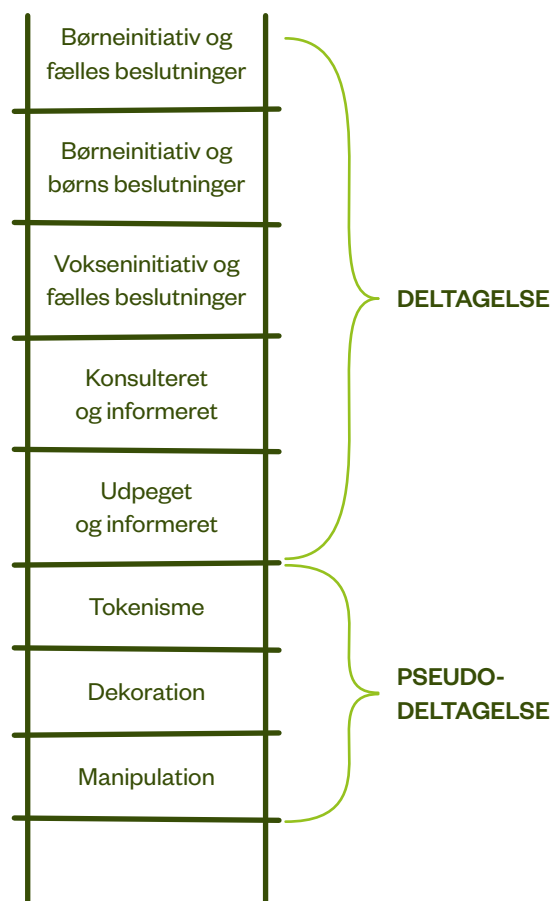 Børneinitiativ og
fælles beslutninger
Børneinitiativ og
børns beslutninger
Vokseninitiativ og
fælles beslutninger
DELTAGELSE
Konsulteret
og informeret
Udpeget
og informeret
Tokenisme
Dekoration
PSEUDO-
DELTAGELSE
Manipulation